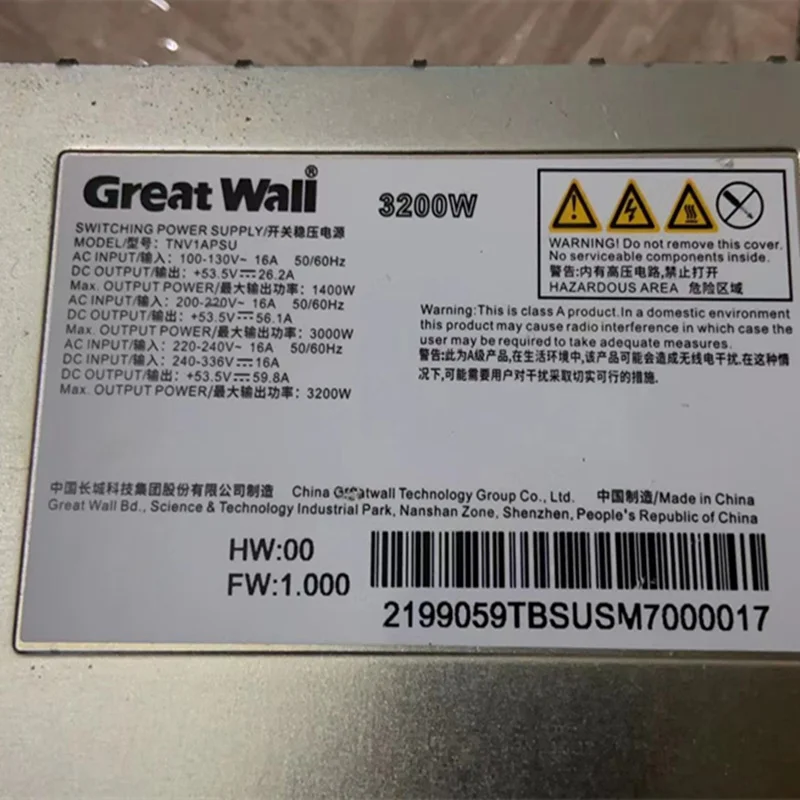 Great Wall®
3200W
SWITCHING POWER SUPPLY/开关稳压电源
MODEL/型号: TNV1APSU
AC INPUT/输入: 100-130V~ 16A 50/60Hz
DC OUTPUT/输出: +53.5V⎓26.2A
Max. OUTPUT POWER/最大输出功率: 1400W
AC INPUT/输入: 200-220V~ 16A 50/60Hz
DC OUTPUT/输出: +53.5V⎓56.1A
Max. OUTPUT POWER/最大输出功率: 3000W
AC INPUT/输入: 220-240V~ 16A 50/60Hz
DC INPUT/输入: 240-336V⎓16A
DC OUTPUT/输出: +53.5V⎓59.8A
Max. OUTPUT POWER/最大输出功率: 3200W
WARNING! Do not remove this cover.
No serviceable components inside.
警告:内有高压电路,禁止打开
HAZARDOUS AREA 危险区域
Warning:This is class A product.In a domestic environment
this product may cause radio interference in which case the
user may be required to take adequate measures.
警告:此为A级产品,在生活环境中,该产品可能会造成无线电干扰.在这种
况下,可能需要用户对干扰采取切实可行的措施.
中国长城科技集团股份有限公司制造 China Greatwall Technology Group Co., Ltd. 中国制造/Made in China
Great Wall Bd., Science & Technology Industrial Park, Nanshan Zone, Shenzhen, People's Republic of China
HW:00
FW:1.000
2199059TBSUSM7000017